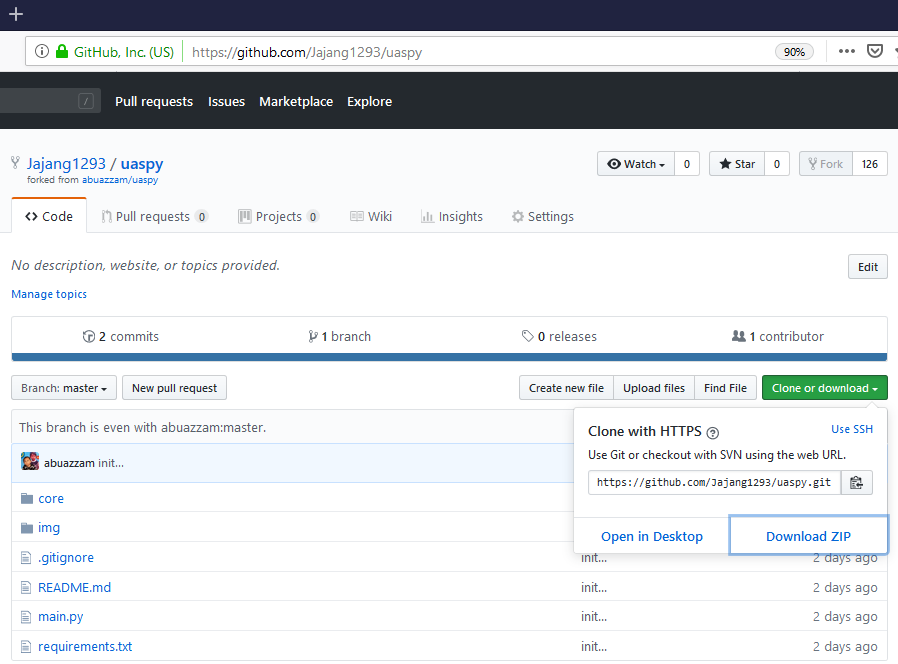 GitHub, Inc. (US) https://github.com/Jajang1293/uaspy 90%
/ Pull requests Issues Marketplace Explore
Jajang1293 / uaspy Watch 0 Star 0 Fork 126
forked from abuazzam/uaspy
Code Pull requests 0 Projects 0 Wiki Insights Settings
No description, website, or topics provided. Edit
Manage topics
2 commits 1 branch 0 releases 1 contributor
Branch: master New pull request Create new file Upload files Find File Clone or download
This branch is even with abuazzam:master.
abuazzam init...
Clone with HTTPS ? Use SSH
Use Git or checkout with SVN using the web URL.
https://github.com/Jajang1293/uaspy.git
Open in Desktop Download ZIP
core
img
.gitignore init... 2 days ago
README.md init... 2 days ago
main.py init... 2 days ago
requirements.txt init... 2 days ago